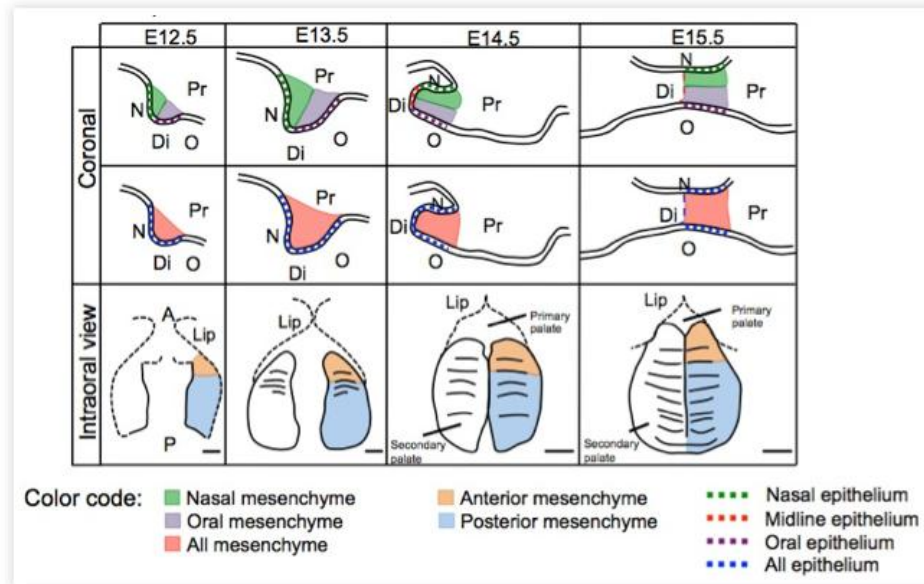 E12.5 E13.5 E14.5 E15.5
Coronal
Pr
N
Di O
Pr
N
O
Di
N
Di Pr
O
N
Di Pr
O
Pr
N
Di O
Pr
N
O
Di
N
Di Pr
O
N
Di Pr
O
Intraoral view
A
Lip
P
Lip
Lip
Primary
palate
Secondary
palate
Lip
Primary
palate
Secondary
palate
Color code:
Nasal mesenchyme
Oral mesenchyme
All mesenchyme
Anterior mesenchyme
Posterior mesenchyme
Nasal epithelium
Midline epithelium
Oral epithelium
All epithelium